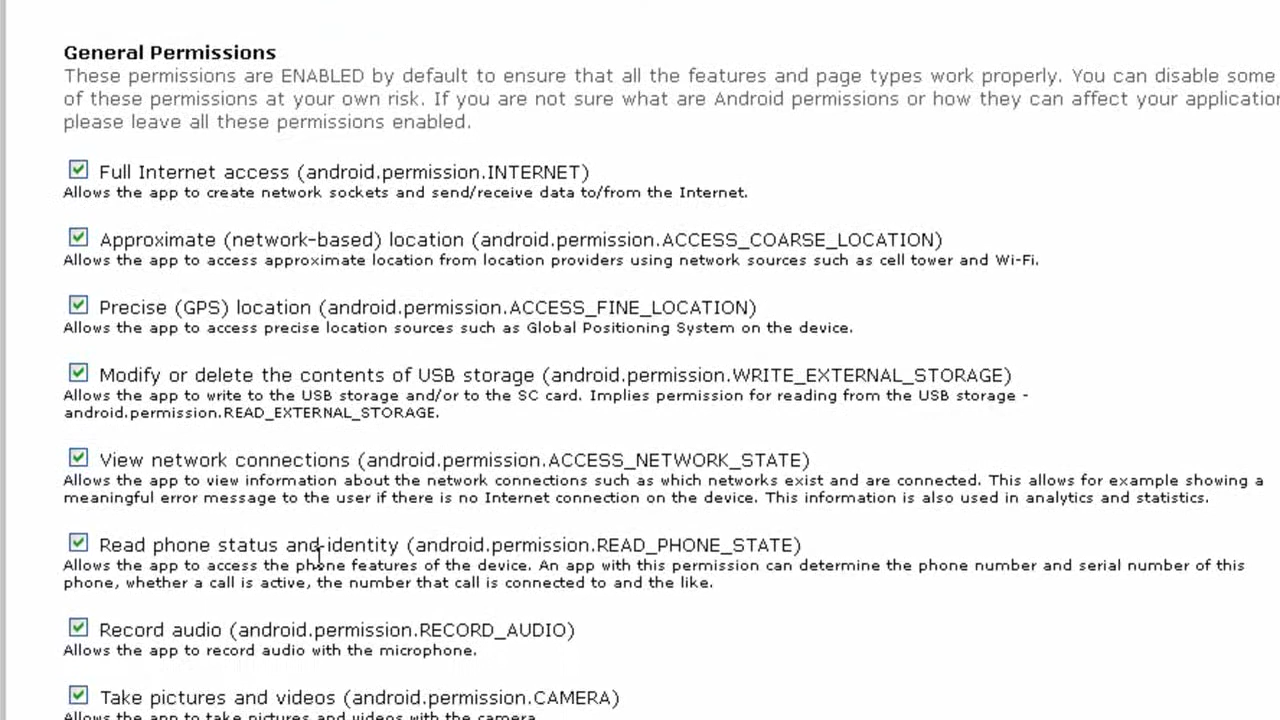 General Permissions
These permissions are ENABLED by default to ensure that all the features and page types work properly. You can disable some
of these permissions at your own risk. If you are not sure what are Android permissions or how they can affect your application
please leave all these permissions enabled.
Full Internet access (android.permission.INTERNET)
Allows the app to create network sockets and send/receive data to/from the Internet.
Approximate (network-based) location (android.permission.ACCESS_COARSE_LOCATION)
Allows the app to access approximate location from location providers using network sources such as cell tower and Wi-Fi.
Precise (GPS) location (android.permission.ACCESS_FINE_LOCATION)
Allows the app to access precise location sources such as Global Positioning System on the device.
Modify or delete the contents of USB storage (android.permission.WRITE_EXTERNAL_STORAGE)
Allows the app to write to the USB storage and/or to the SC card. Implies permission for reading from the USB storage -
android.permission.READ_EXTERNAL_STORAGE.
View network connections (android.permission.ACCESS_NETWORK_STATE)
Allows the app to view information about the network connections such as which networks exist and are connected. This allows for example showing a
meaningful error message to the user if there is no Internet connection on the device. This information is also used in analytics and statistics.
Read phone status and identity (android.permission.READ_PHONE_STATE)
Allows the app to access the phone features of the device. An app with this permission can determine the phone number and serial number of this
phone, whether a call is active, the number that call is connected to and the like.
Record audio (android.permission.RECORD_AUDIO)
Allows the app to record audio with the microphone.
Take pictures and videos (android.permission.CAMERA)
Allows the app to take pictures and videos with the camera.